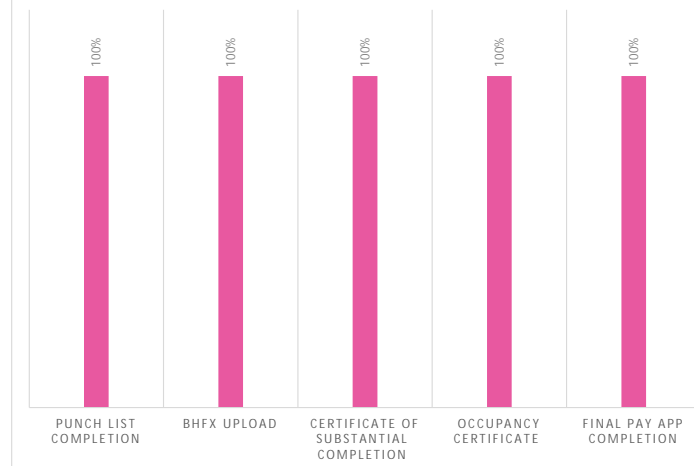 100%
100%
100%
100%
100%
PUNCH LIST
COMPLETION
BHFX UPLOAD
CERTIFICATE OF
SUBSTANTIAL
COMPLETION
OCCUPANCY
CERTIFICATE
FINAL PAY APP
COMPLETION